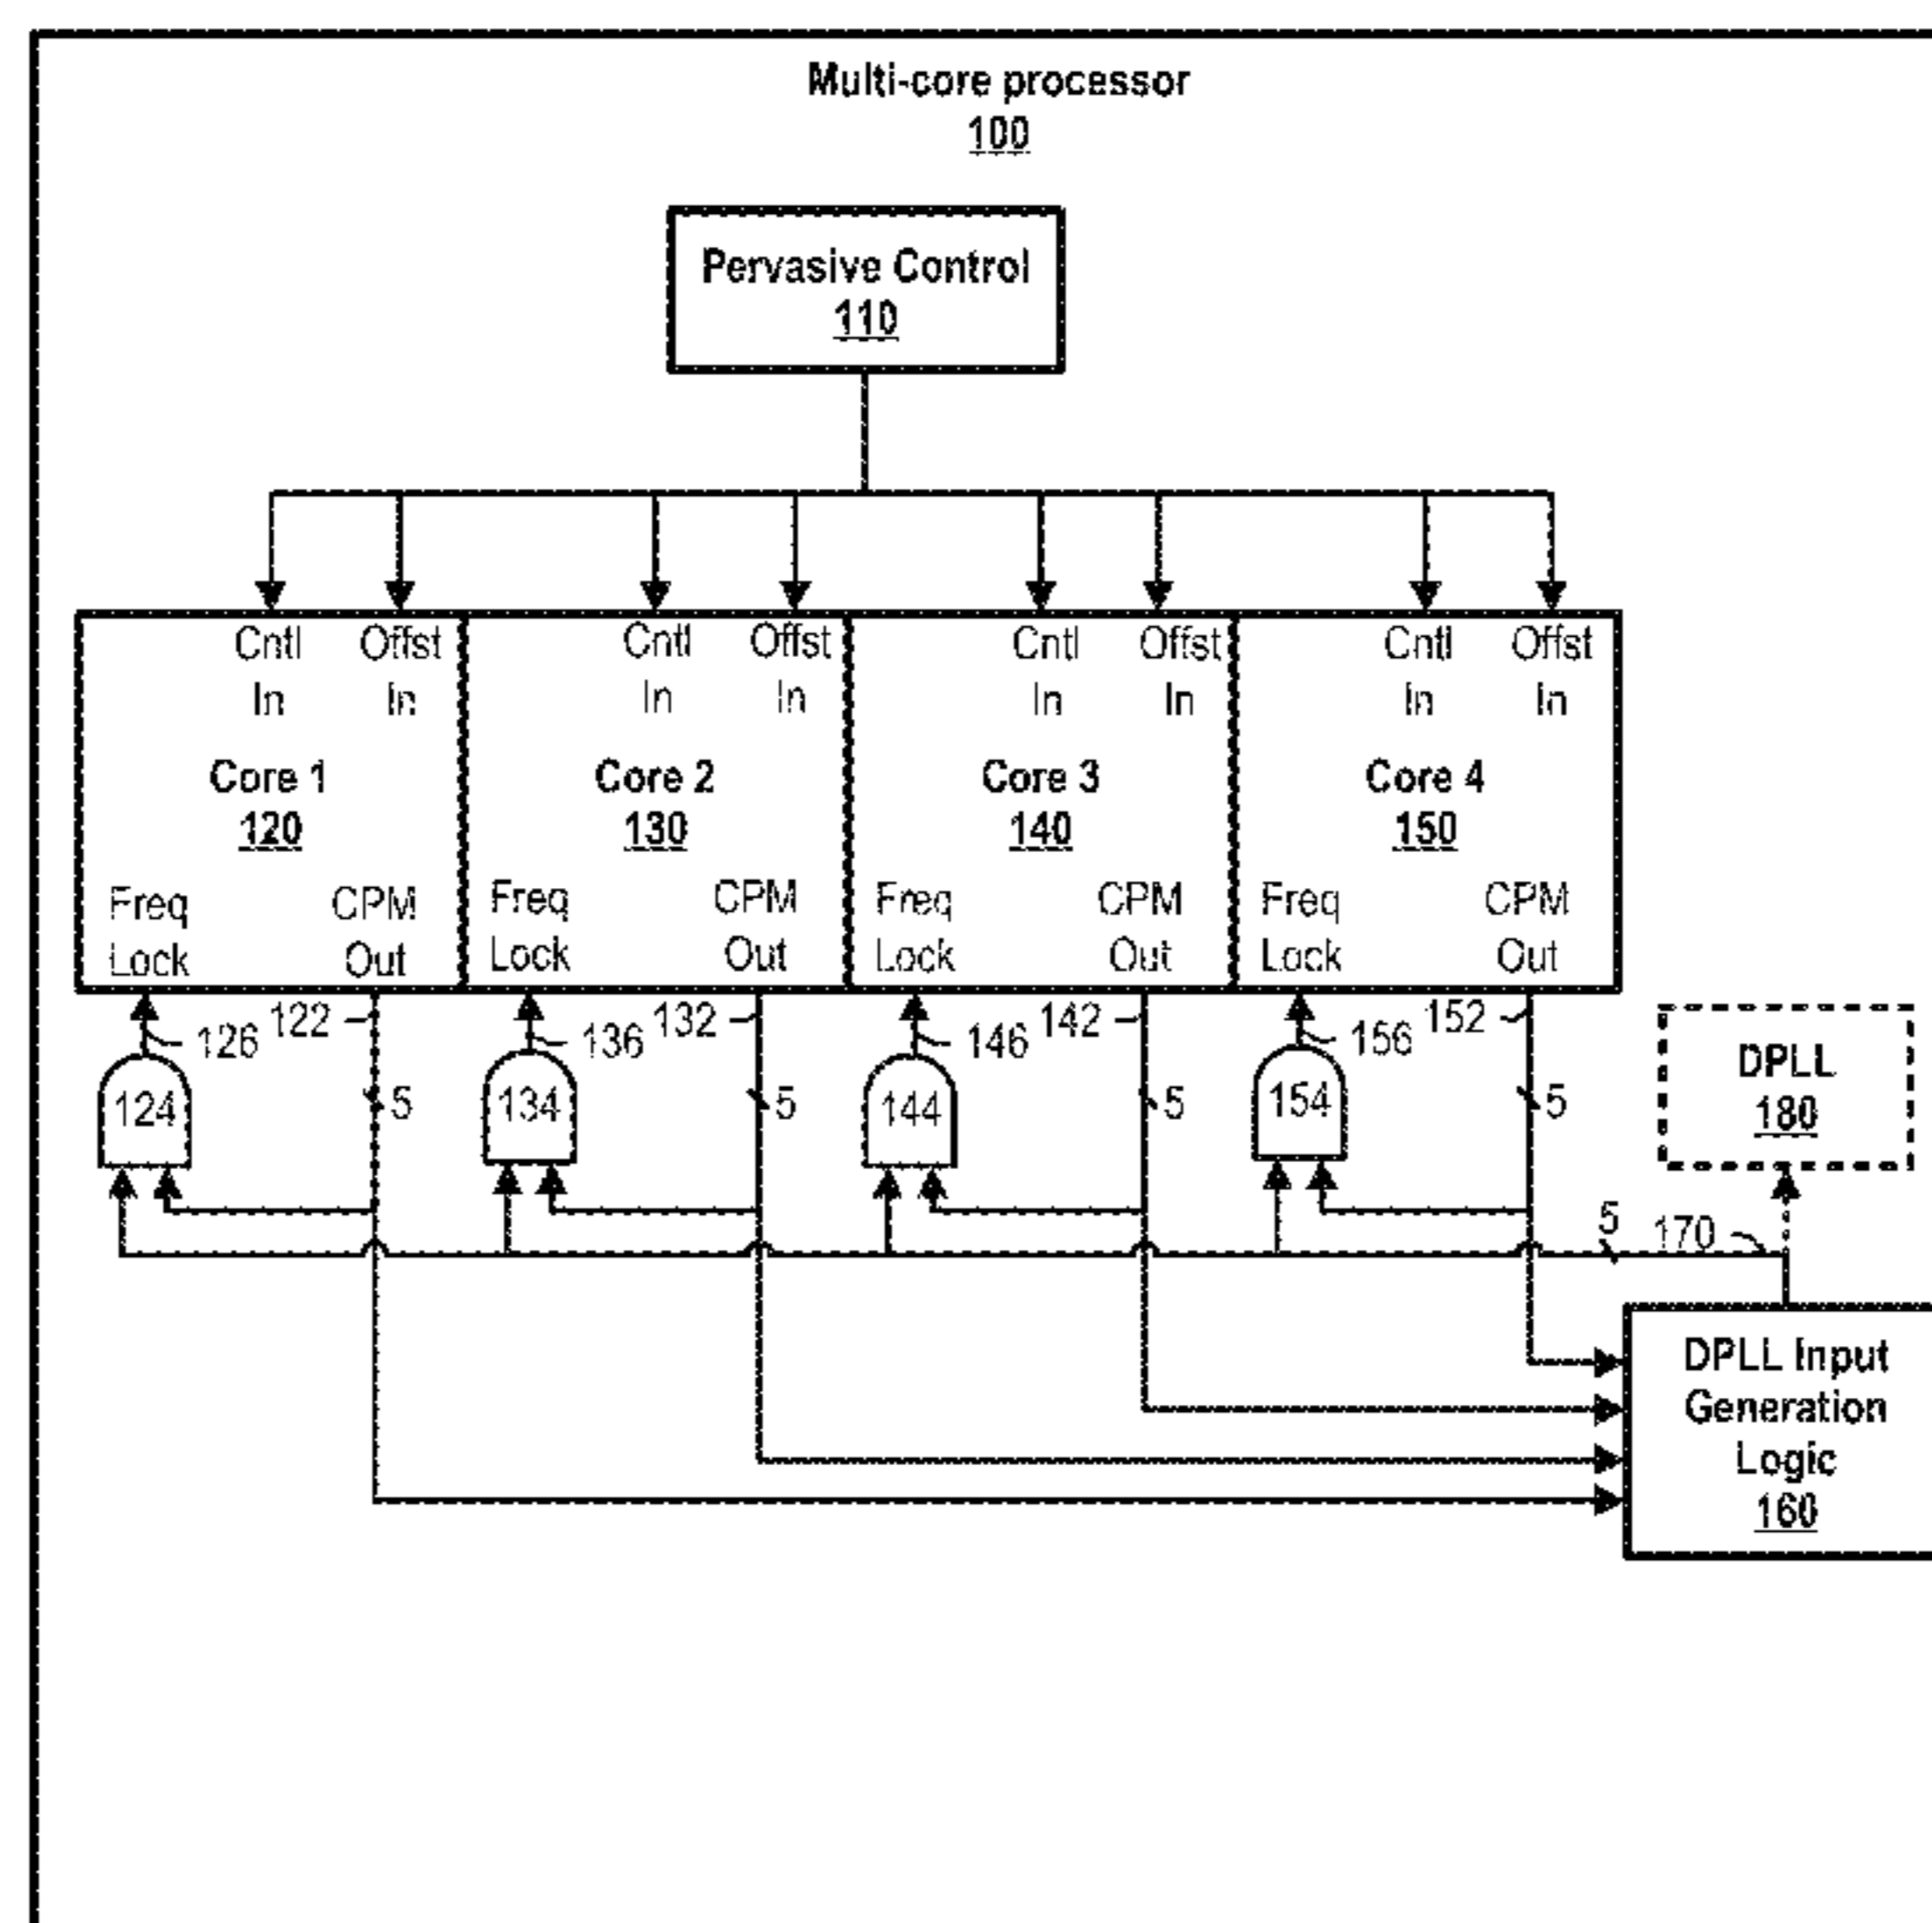 Multi-core processor
100
Pervasive Control
110
Cntl Offst Cntl Offst Cntl Offst Cntl Offst
In In In In In In In In
Core 1 Core 2 Core 3 Core 4
120 130 140 150
Freq CPM Freq CPM Freq CPM Freq CPM
Lock Out Lock Out Lock Out Lock Out
126 122 136 132 146 142 156 152
124 5 134 5 144 5 154 5
DPLL
180
5 170
DPLL Input
Generation
Logic
160